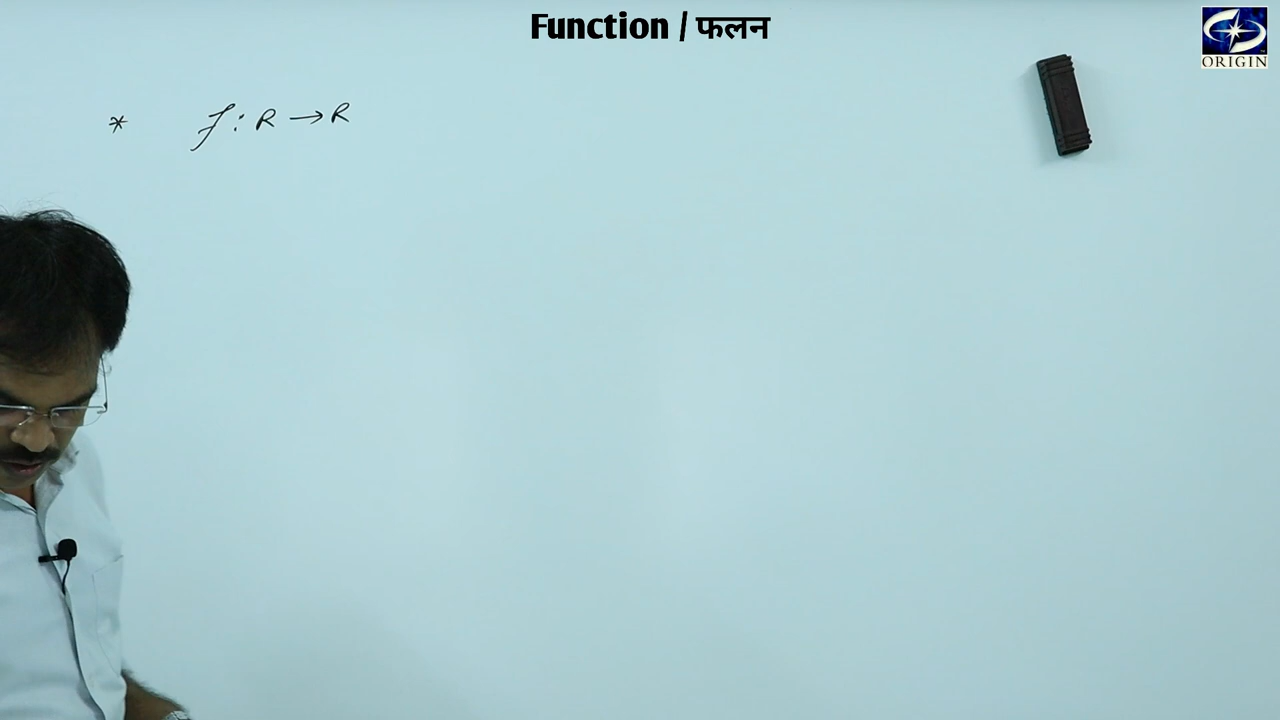 Function / फलन
ORIGIN
* f : R → R